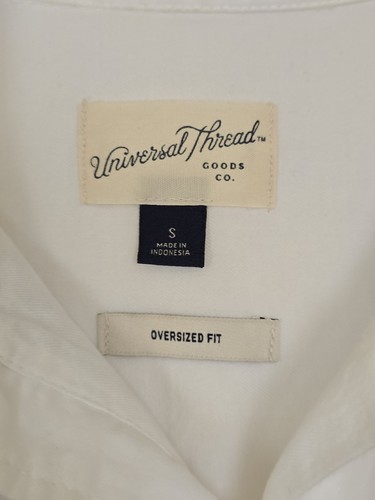 Universal Thread™
GOODS
CO.
S
MADE IN
INDONESIA
OVERSIZED FIT